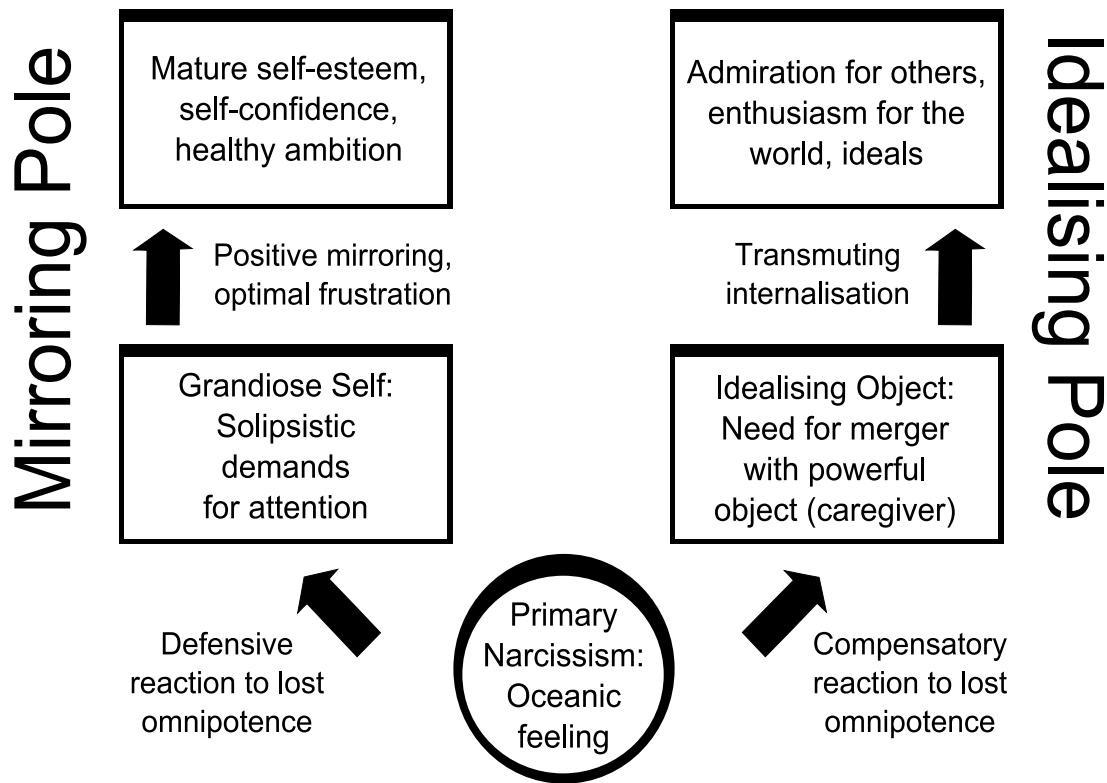 Mirroring Pole
Mature self-esteem,
self-confidence,
healthy ambition
Admiration for others,
enthusiasm for the
world, ideals
Idealising Pole
Positive mirroring,
optimal frustration
Transmuting
internalisation
Grandiose Self:
Solipsistic
demands
for attention
Idealising Object:
Need for merger
with powerful
object (caregiver)
Defensive
reaction to lost
omnipotence
Primary
Narcissism:
Oceanic
feeling
Compensatory
reaction to lost
omnipotence